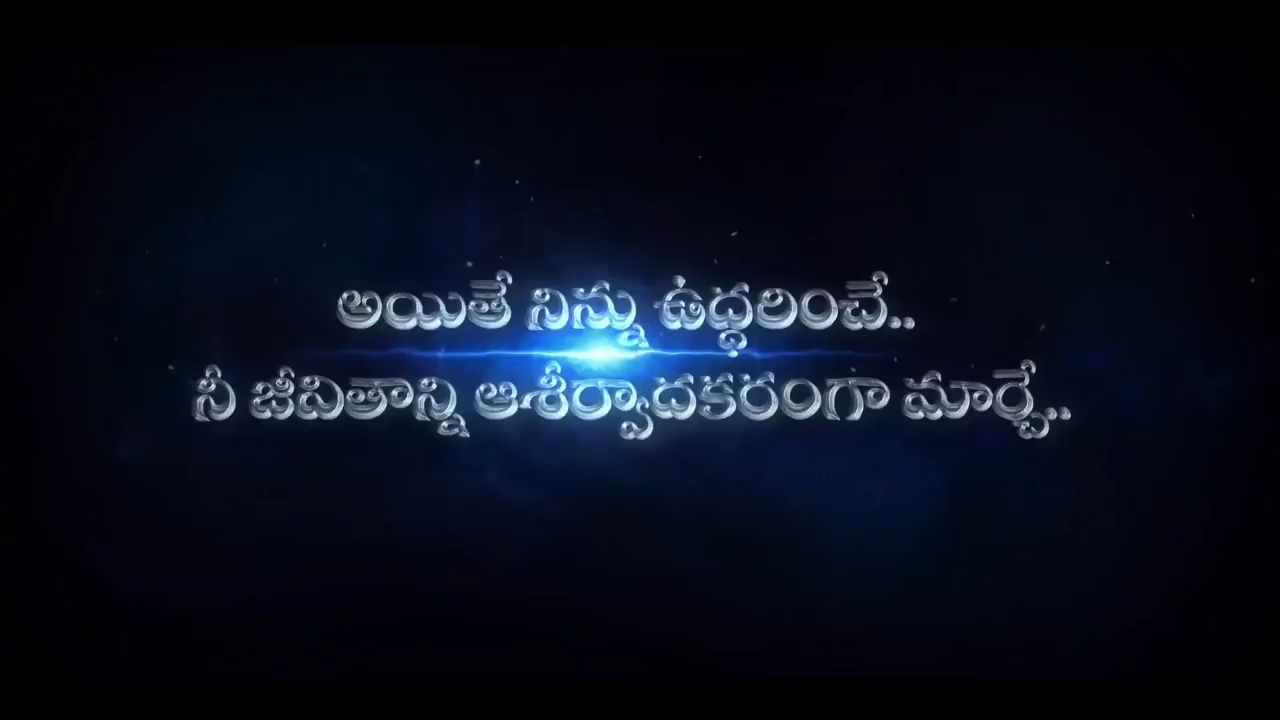 అయితే నిన్ను ఉద్ధరించే..
నీ జీవితాన్ని ఆశీర్వాదకరంగా మార్చే..